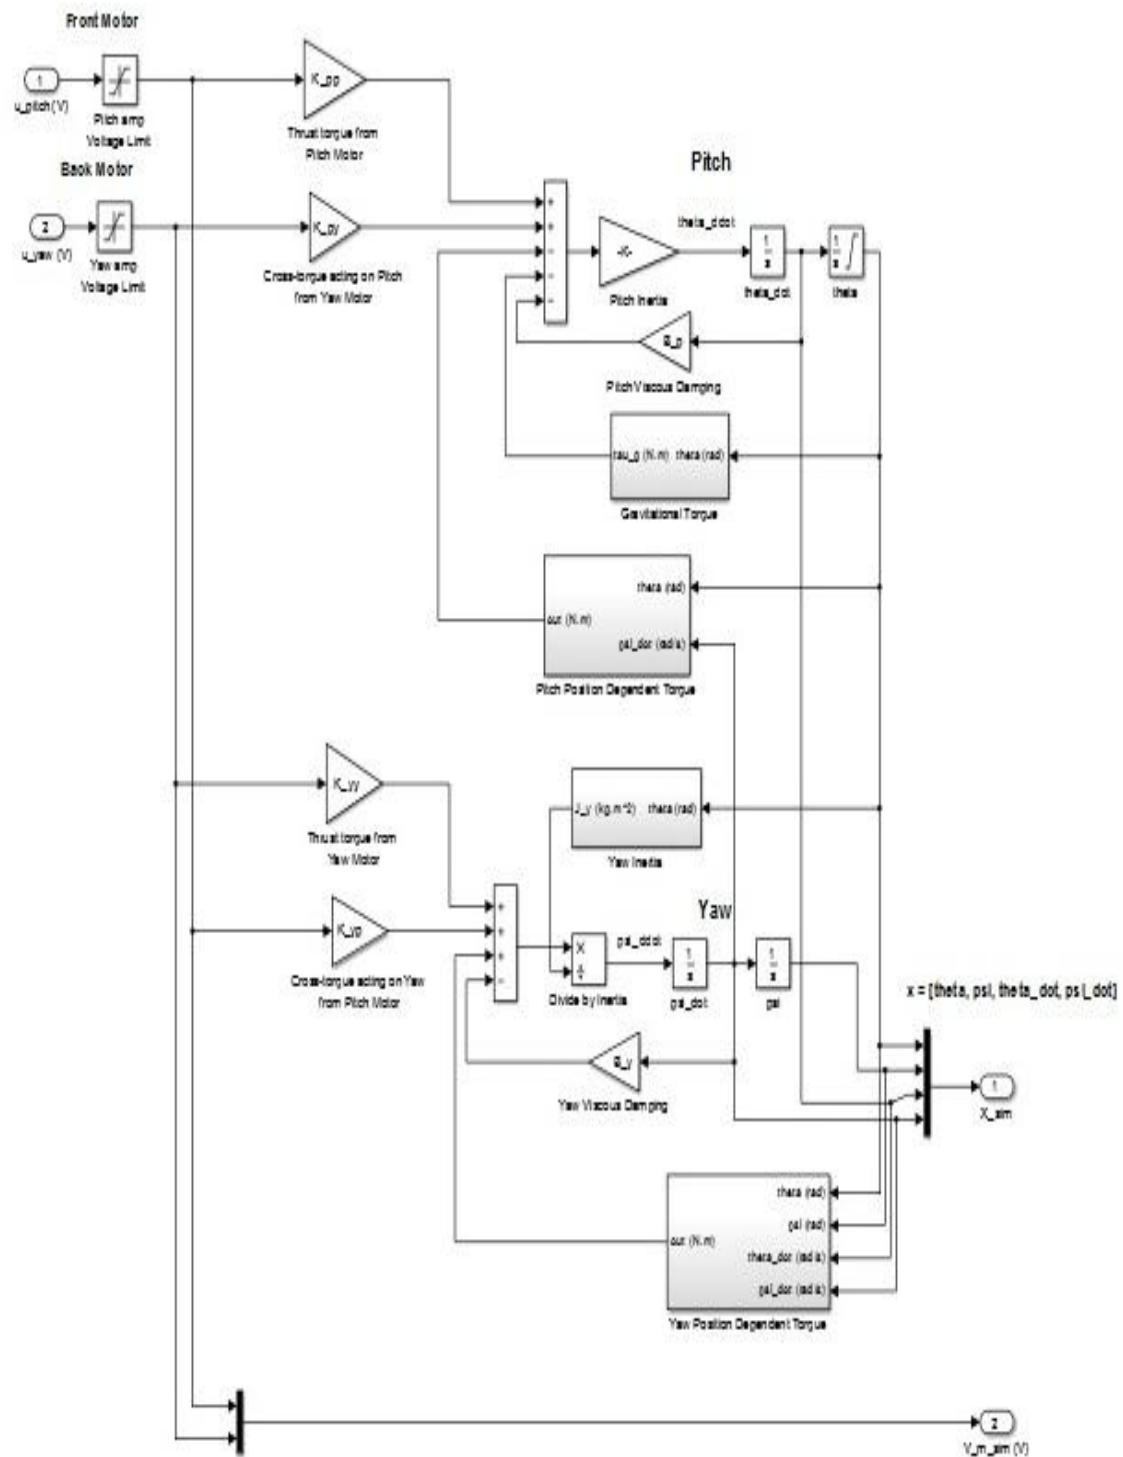 Front Motor
1
u_pitch (V)
Pitch amp
Voltage Limit
K_pp
Thrust torque from
Pitch Motor
Back Motor
2
u_yaw (V)
Yaw amp
Voltage Limit
K_py
Cross-torque acting on Pitch
from Yaw Motor
Pitch
+
+
-
-
-
-K-
Pitch Inertia
theta_ddot
1
s
theta_dot
1
s
theta
B_p
Pitch Viscous Damping
tau_g (N.m) theta (rad)
Gravitational Torque
theta (rad)
out (N.m)
psi_dot (rad/s)
Pitch Position Dependent Torque
K_yy
Thrust torque from
Yaw Motor
J_y (kg.m^2) theta (rad)
Yaw Inertia
K_yp
Cross-torque acting on Yaw
from Pitch Motor
+
+
+
-
Yaw
×
÷
Divide by Inertia
psi_ddot
1
s
psi_dot
1
s
psi
B_y
Yaw Viscous Damping
x = [theta, psi, theta_dot, psi_dot]
1
X_sim
theta (rad)
psi (rad)
out (N.m)
theta_dot (rad/s)
psi_dot (rad/s)
Yaw Position Dependent Torque
2
V_m_sim (V)